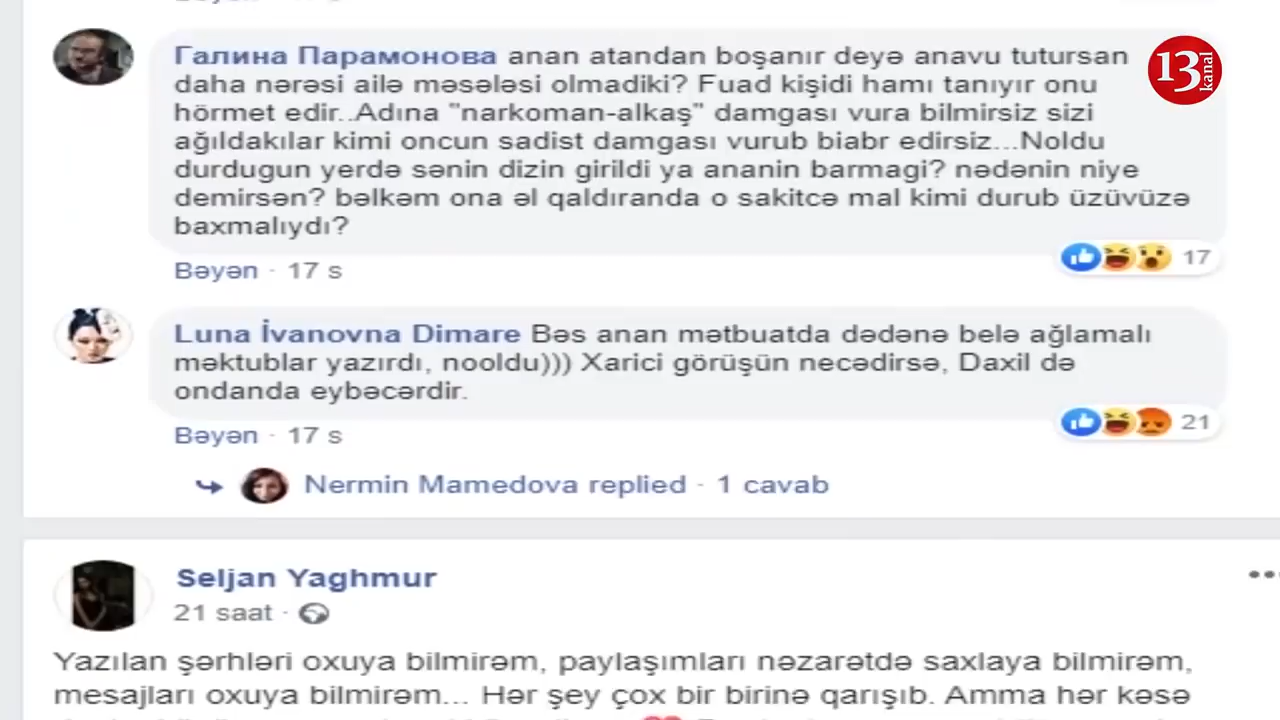 Галина Парамонова anan atandan boşanır deyə anavu tutursan
daha nərəsi ailə məsələsi olmadiki? Fuad kişidi hamı tanıyır onu
hörmet edir..Adına "narkoman-alkaş" damgası vura bilmirsiz sizi
ağıldakılar kimi oncun sadist damgası vurub biabr edirsiz...Noldu
durdugun yerdə sənin dizin girildi ya ananin barmagi? nədənin niye
demirsən? bəlkəm ona əl qaldıranda o sakitcə mal kimi durub üzüvüzə
baxmalıydı?
Bəyən · 17 s
17
Luna İvanovna Dimare Bəs anan mətbuatda dədənə belə ağlamalı
məktublar yazırdı, nooldu))) Xarici görüşün necədirsə, Daxil də
ondanda eybəcərdir.
Bəyən · 17 s
21
Nermin Mamedova replied · 1 cavab
Seljan Yaghmur
21 saat ·
Yazılan şərhləri oxuya bilmirəm, paylaşımları nəzarətdə saxlaya bilmirəm,
mesajları oxuya bilmirəm... Hər şey çox bir birinə qarışıb. Amma hər kəsə
13 kanal